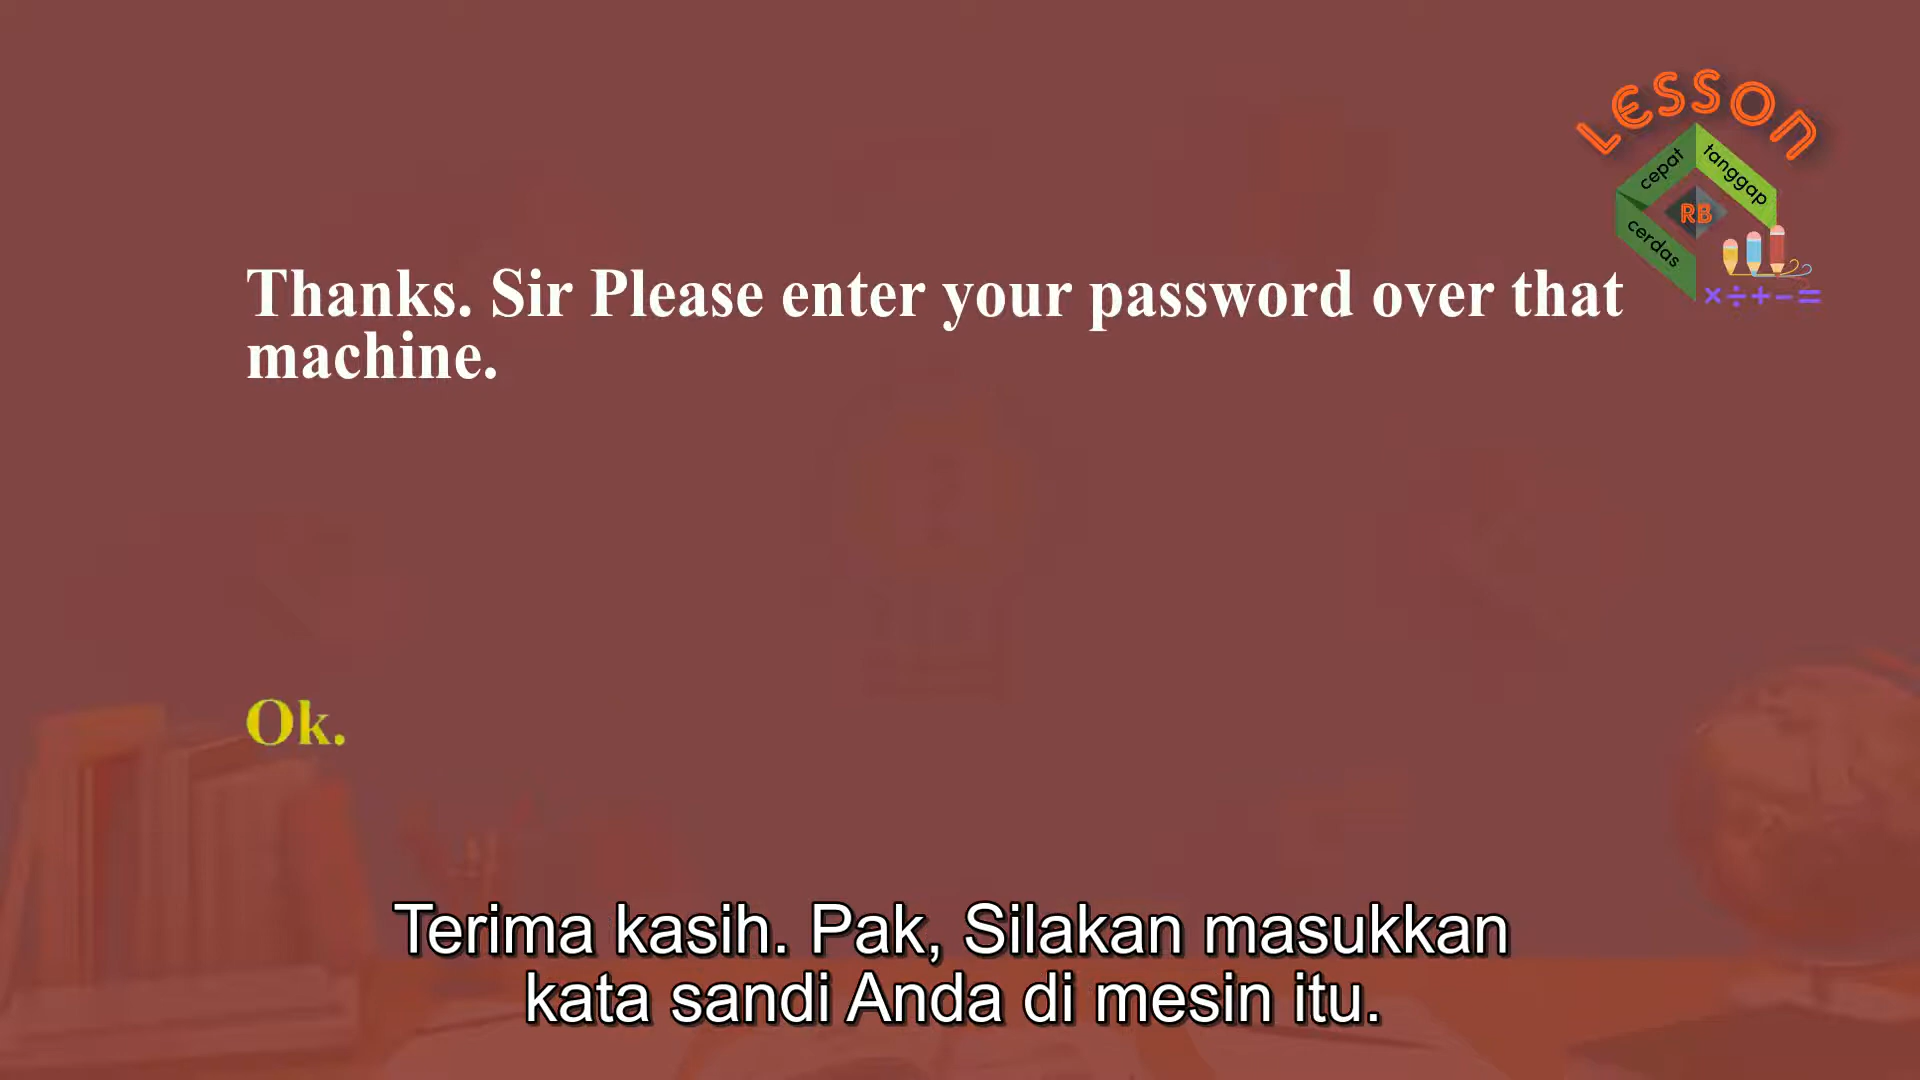 LESSON
cepat
tanggap
RB
cerdas
×÷+−=
Thanks. Sir Please enter your password over that
machine.
Ok.
Terima kasih. Pak, Silakan masukkan
kata sandi Anda di mesin itu.